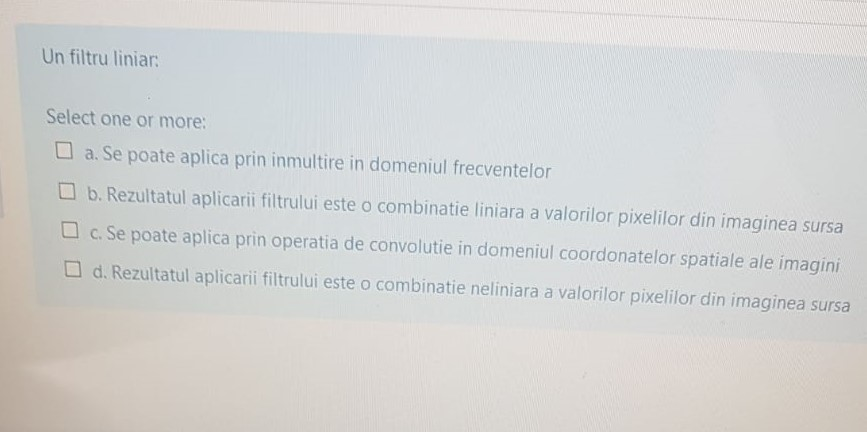 Un filtru liniar:
Select one or more:
a. Se poate aplica prin inmultire in domeniul frecventelor
b. Rezultatul aplicarii filtrului este o combinatie liniara a valorilor pixelilor din imaginea sursa
c. Se poate aplica prin operatia de convolutie in domeniul coordonatelor spatiale ale imagini
d. Rezultatul aplicarii filtrului este o combinatie neliniara a valorilor pixelilor din imaginea sursa